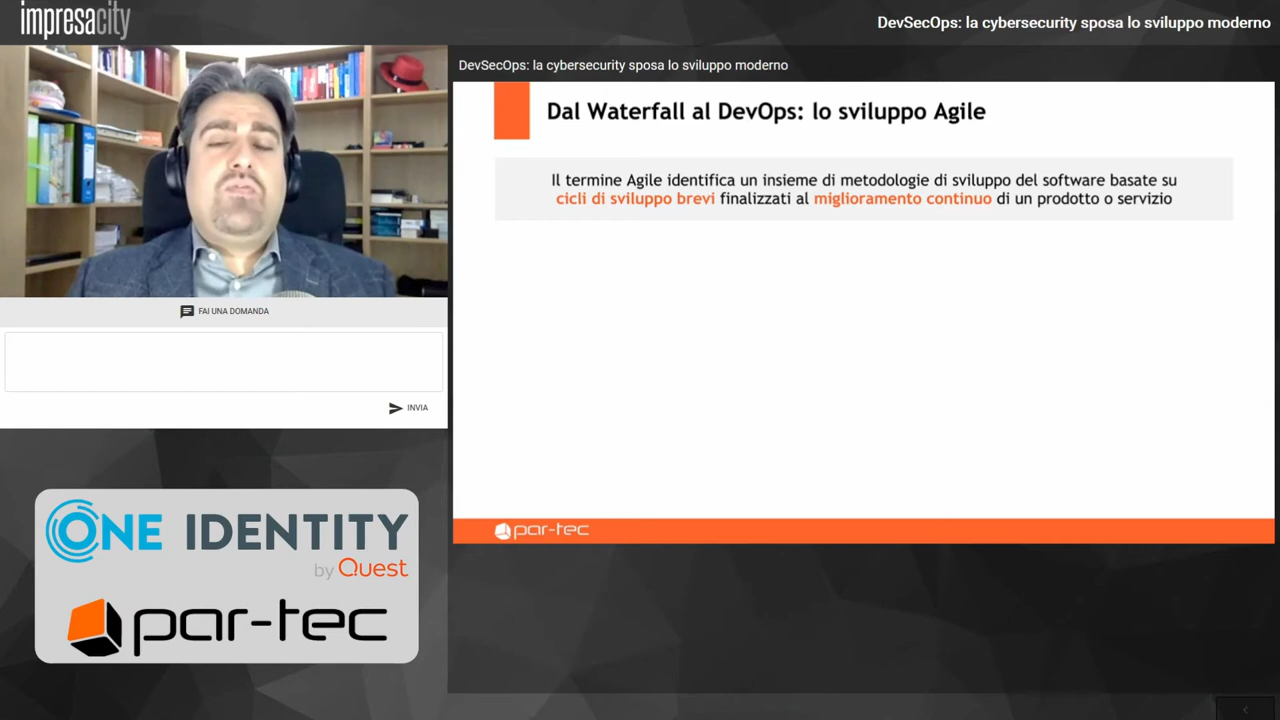 impresacity
DevSecOps: la cybersecurity sposa lo sviluppo moderno
DevSecOps: la cybersecurity sposa lo sviluppo moderno
Dal Waterfall al DevOps: lo sviluppo Agile
Il termine Agile identifica un insieme di metodologie di sviluppo del software basate su
cicli di sviluppo brevi finalizzati al miglioramento continuo di un prodotto o servizio
FAI UNA DOMANDA
INVIA
ONE IDENTITY
by Quest
par-tec
par-tec